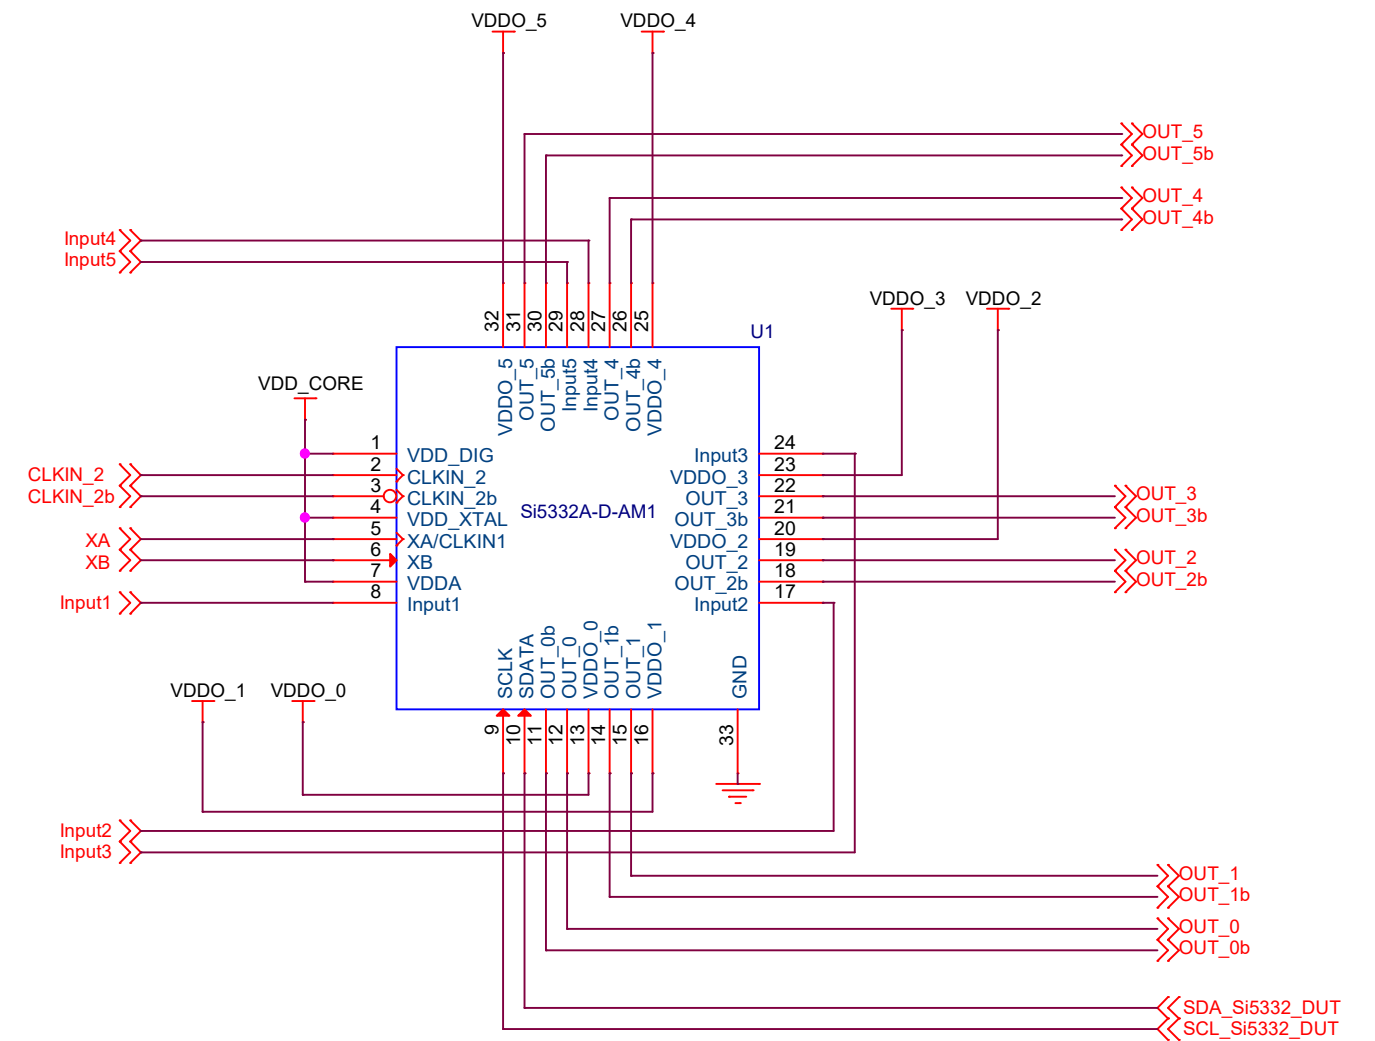 VDDO_5
VDDO_4
OUT_5
OUT_5b
OUT_4
OUT_4b
Input4
Input5
VDDO_3
VDDO_2
32
31
30
29
28
27
26
25
U1
VDDO_5
OUT_5
OUT_5b
Input5
Input4
OUT_4
OUT_4b
VDDO_4
VDD_CORE
CLKIN_2
CLKIN_2b
XA
XB
Input1
1
2
3
4
5
6
7
8
VDD_DIG
CLKIN_2
CLKIN_2b
VDD_XTAL
XA/CLKIN1
XB
VDDA
Input1
Si5332A-D-AM1
Input3
VDDO_3
OUT_3
OUT_3b
VDDO_2
OUT_2
OUT_2b
Input2
24
23
22
21
20
19
18
17
OUT_3
OUT_3b
OUT_2
OUT_2b
SCLK
SDATA
OUT_0b
OUT_0
VDDO_0
OUT_1b
OUT_1
VDDO_1
GND
VDDO_1
VDDO_0
9
10
11
12
13
14
15
16
33
Input2
Input3
OUT_1
OUT_1b
OUT_0
OUT_0b
SDA_Si5332_DUT
SCL_Si5332_DUT